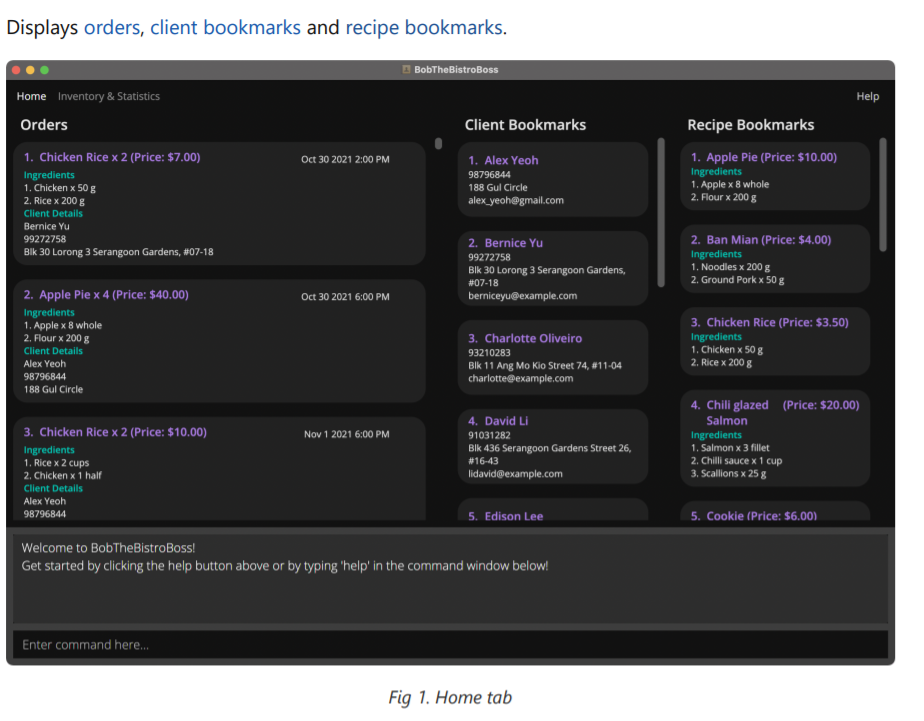 Displays orders, client bookmarks and recipe bookmarks.
BobTheBistroBoss
Home Inventory & Statistics Help
Orders
1. Chicken Rice x 2 (Price: $7.00) Oct 30 2021 2:00 PM
Ingredients
1. Chicken x 50 g
2. Rice x 200 g
Client Details
Bernice Yu
99272758
Blk 30 Lorong 3 Serangoon Gardens, #07-18
2. Apple Pie x 4 (Price: $40.00) Oct 30 2021 6:00 PM
Ingredients
1. Apple x 8 whole
2. Flour x 200 g
Client Details
Alex Yeoh
98796844
188 Gul Circle
3. Chicken Rice x 2 (Price: $10.00) Nov 1 2021 6:00 PM
Ingredients
1. Rice x 2 cups
2. Chicken x 1 half
Client Details
Alex Yeoh
98796844
Client Bookmarks
1. Alex Yeoh
98796844
188 Gul Circle
alex_yeoh@gmail.com
2. Bernice Yu
99272758
Blk 30 Lorong 3 Serangoon Gardens,
#07-18
berniceyu@example.com
3. Charlotte Oliveiro
93210283
Blk 11 Ang Mo Kio Street 74, #11-04
charlotte@example.com
4. David Li
91031282
Blk 436 Serangoon Gardens Street 26,
#16-43
lidavid@example.com
5. Edison Lee
Recipe Bookmarks
1. Apple Pie (Price: $10.00)
Ingredients
1. Apple x 8 whole
2. Flour x 200 g
2. Ban Mian (Price: $4.00)
Ingredients
1. Noodles x 200 g
2. Ground Pork x 50 g
3. Chicken Rice (Price: $3.50)
Ingredients
1. Chicken x 50 g
2. Rice x 200 g
4. Chili glazed (Price: $20.00)
Salmon
Ingredients
1. Salmon x 3 fillet
2. Chilli sauce x 1 cup
3. Scallions x 25 g
5. Cookie (Price: $6.00)
Welcome to BobTheBistroBoss!
Get started by clicking the help button above or by typing 'help' in the command window below!
Enter command here...
Fig 1. Home tab